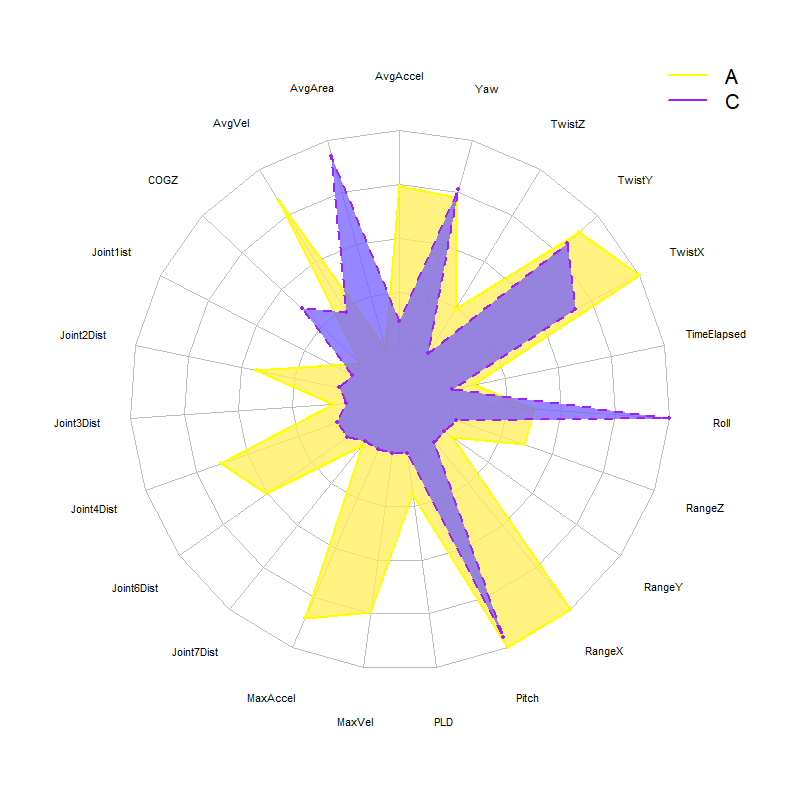 A
C
AvgAccel
AvgArea
Yaw
AvgVel
TwistZ
COGZ
TwistY
Joint1ist
TwistX
Joint2Dist
TimeElapsed
Joint3Dist
Roll
Joint4Dist
RangeZ
Joint6Dist
RangeY
Joint7Dist
RangeX
MaxAccel
Pitch
MaxVel
PLD